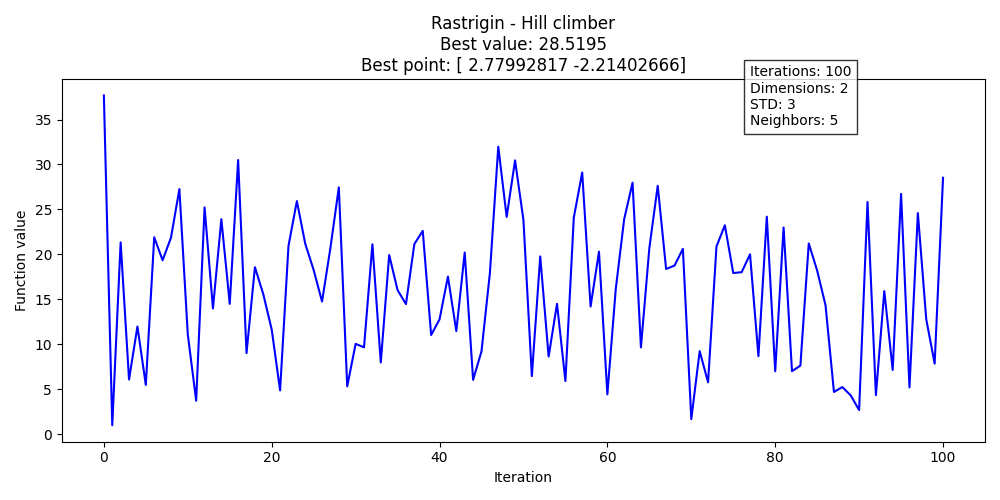 Rastrigin - Hill climber
Best value: 28.5195
Best point: [ 2.77992817 -2.21402666]
Iterations: 100
Dimensions: 2
STD: 3
Neighbors: 5
Function value
35
30
25
20
15
10
5
0
0 20 40 60 80 100
Iteration